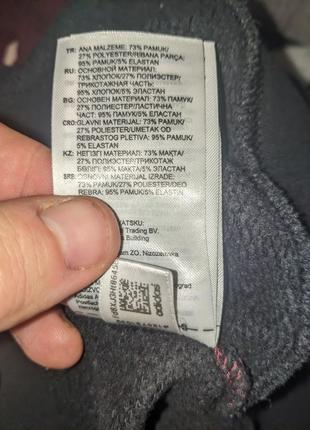 TR: ANA MALZEME: 73% PAMUK/
27% POLYESTER/RIBANA PARÇA:
95% PAMUK/5% ELASTAN
RU: ОСНОВНОЙ МАТЕРИАЛ:
73% ХЛОПОК/27% ПОЛИЭСТЕР/
ТРИКОТАЖНАЯ ЧАСТЬ:
95% ХЛОПОК/5% ЭЛАСТАН
BG: ОСНОВЕН МАТЕРИАЛ: 73% ПАМУК/
27% ПОЛИЕСТЕР/ЛАСТИЧНА
ЧАСТ: 95% ПАМУК/5% ЕЛАСТАН
CRO: GLAVNI MATERIJAL: 73% PAMUK/
27% POLIESTER/UMETAK OD
REBRASTOG PLETIVA: 95% PAMUK/
5% ELASTAN
KZ: НЕГІЗГІ МАТЕРИАЛ: 73% МАҚТА/
27% ПОЛИЭСТЕР/ТРИКОТАЖ
БӨЛІГІ: 95% МАҚТА/5% ЭЛАСТАН
SRB: OSNOVNI MATERIJAL IZRADE:
73% PAMUK/27% POLIESTER/DEO
REBRA: 95% PAMUK/5% ELASTIN
HRVATSKU:
Trading BV.
Building
ZO, Nizozemska
adidas